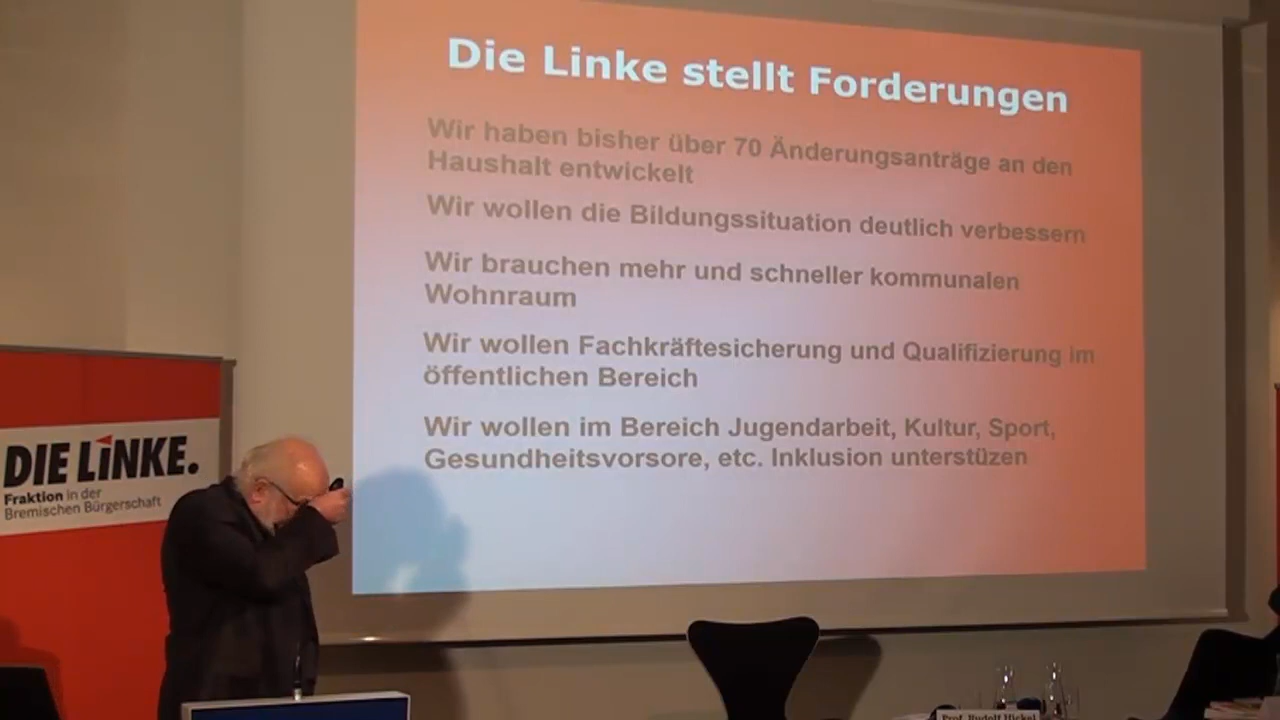 Die Linke stellt Forderungen
Wir haben bisher über 70 Änderungsanträge an den
Haushalt entwickelt
Wir wollen die Bildungssituation deutlich verbessern
Wir brauchen mehr und schneller kommunalen
Wohnraum
Wir wollen Fachkräftesicherung und Qualifizierung im
öffentlichen Bereich
Wir wollen im Bereich Jugendarbeit, Kultur, Sport,
Gesundheitsvorsore, etc. Inklusion unterstüzen
DIE LINKE.
Fraktion in der
Bremischen Bürgerschaft
Prof. Rudolf Hickel